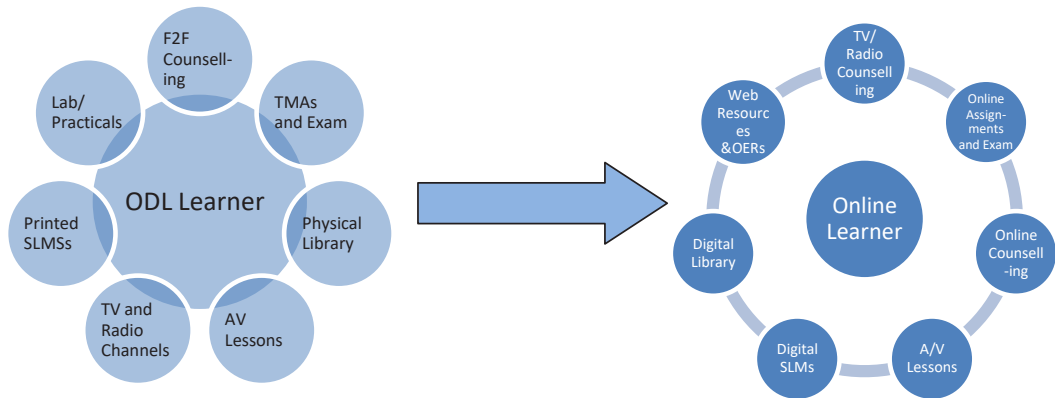 F2F
Counsell-
ing
TMAs
and Exam
Physical
Library
AV
Lessons
TV and
Radio
Channels
Printed
SLMSs
Lab/
Practicals
ODL Learner
TV/
Radio
Counsell
ing
Online
Assign-
ments
and Exam
Online
Counsell
-ing
A/V
Lessons
Digital
SLMs
Digital
Library
Web
Resourc
es
&OERs
Online
Learner